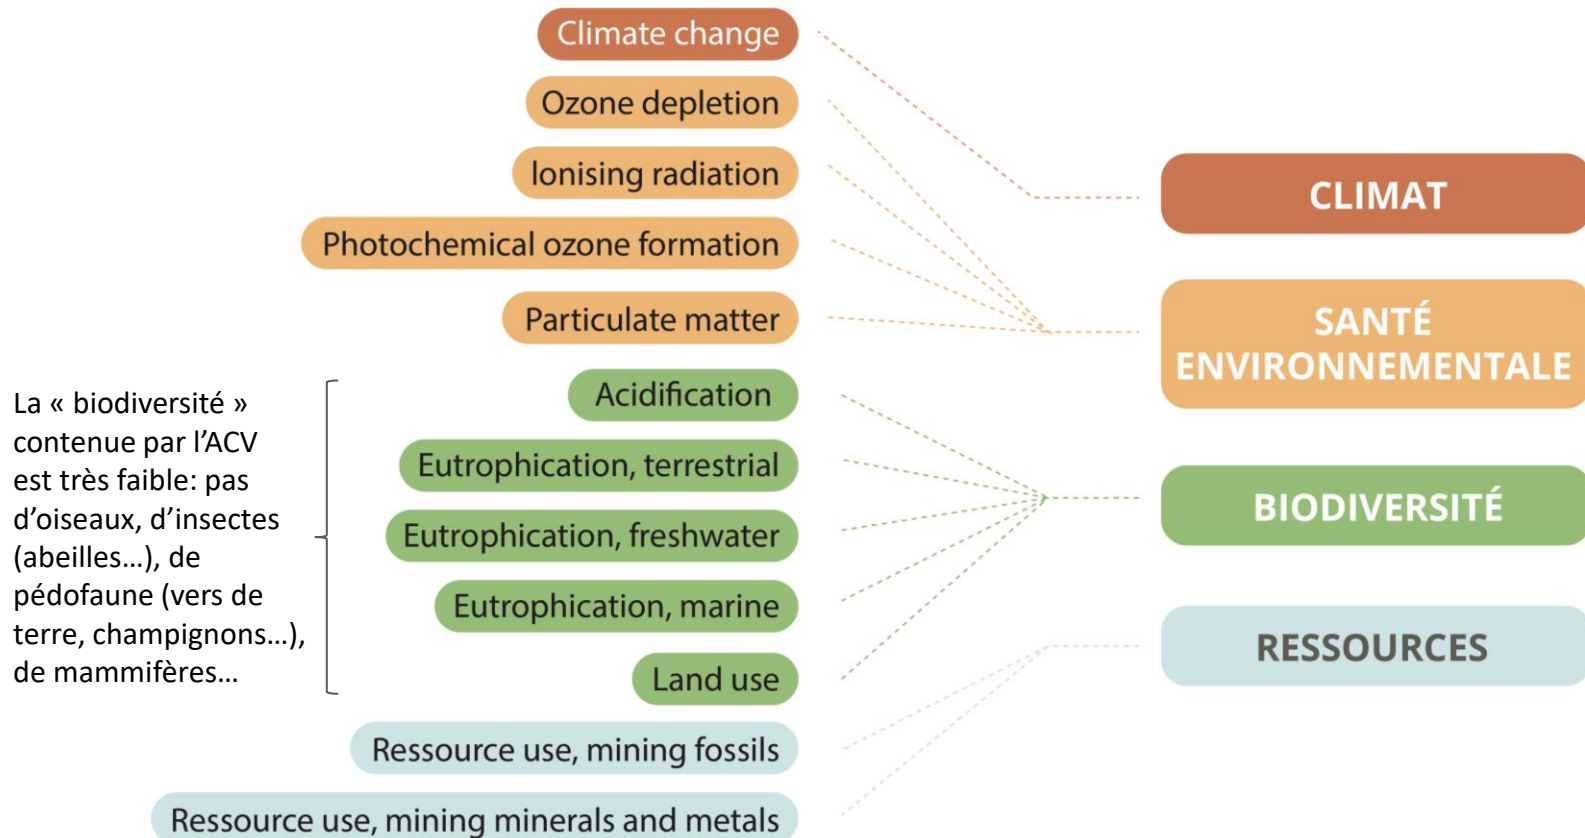 Climate change
Ozone depletion
Ionising radiation
Photochemical ozone formation
Particulate matter
Acidification
Eutrophication, terrestrial
Eutrophication, freshwater
Eutrophication, marine
Land use
Ressource use, mining fossils
Ressource use, mining minerals and metals
La « biodiversité »
contenue par l’ACV
est très faible: pas
d’oiseaux, d’insectes
(abeilles…), de
pédofaune (vers de
terre, champignons…),
de mammifères…
CLIMAT
SANTÉ
ENVIRONNEMENTALE
BIODIVERSITÉ
RESSOURCES